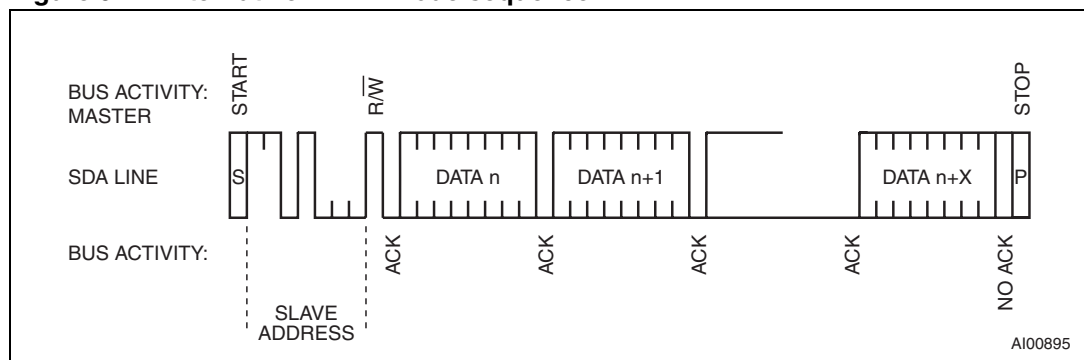 BUS ACTIVITY:
MASTER
START
R/W
STOP
SDA LINE
S
DATA n
DATA n+1
DATA n+X
P
BUS ACTIVITY:
ACK
ACK
ACK
ACK
NO ACK
SLAVE
ADDRESS
AI00895